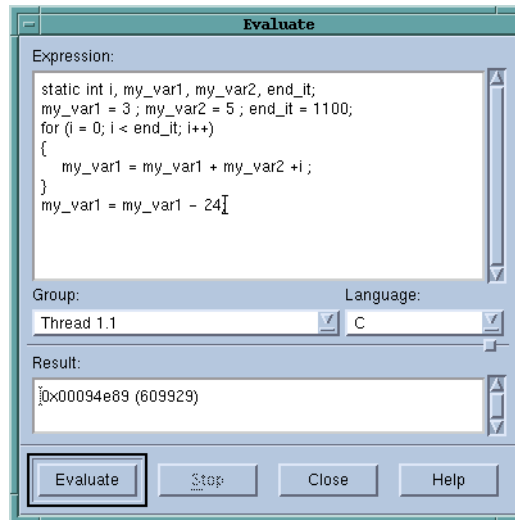 Evaluate
Expression:
static int i, my_var1, my_var2, end_it;
my_var1 = 3 ; my_var2 = 5 ; end_it = 1100;
for (i = 0; i < end_it; i++)
{
my_var1 = my_var1 + my_var2 +i ;
}
my_var1 = my_var1 - 24;
Group: Language:
Thread 1.1 C
Result:
0x00094e89 (609929)
Evaluate Stop Close Help